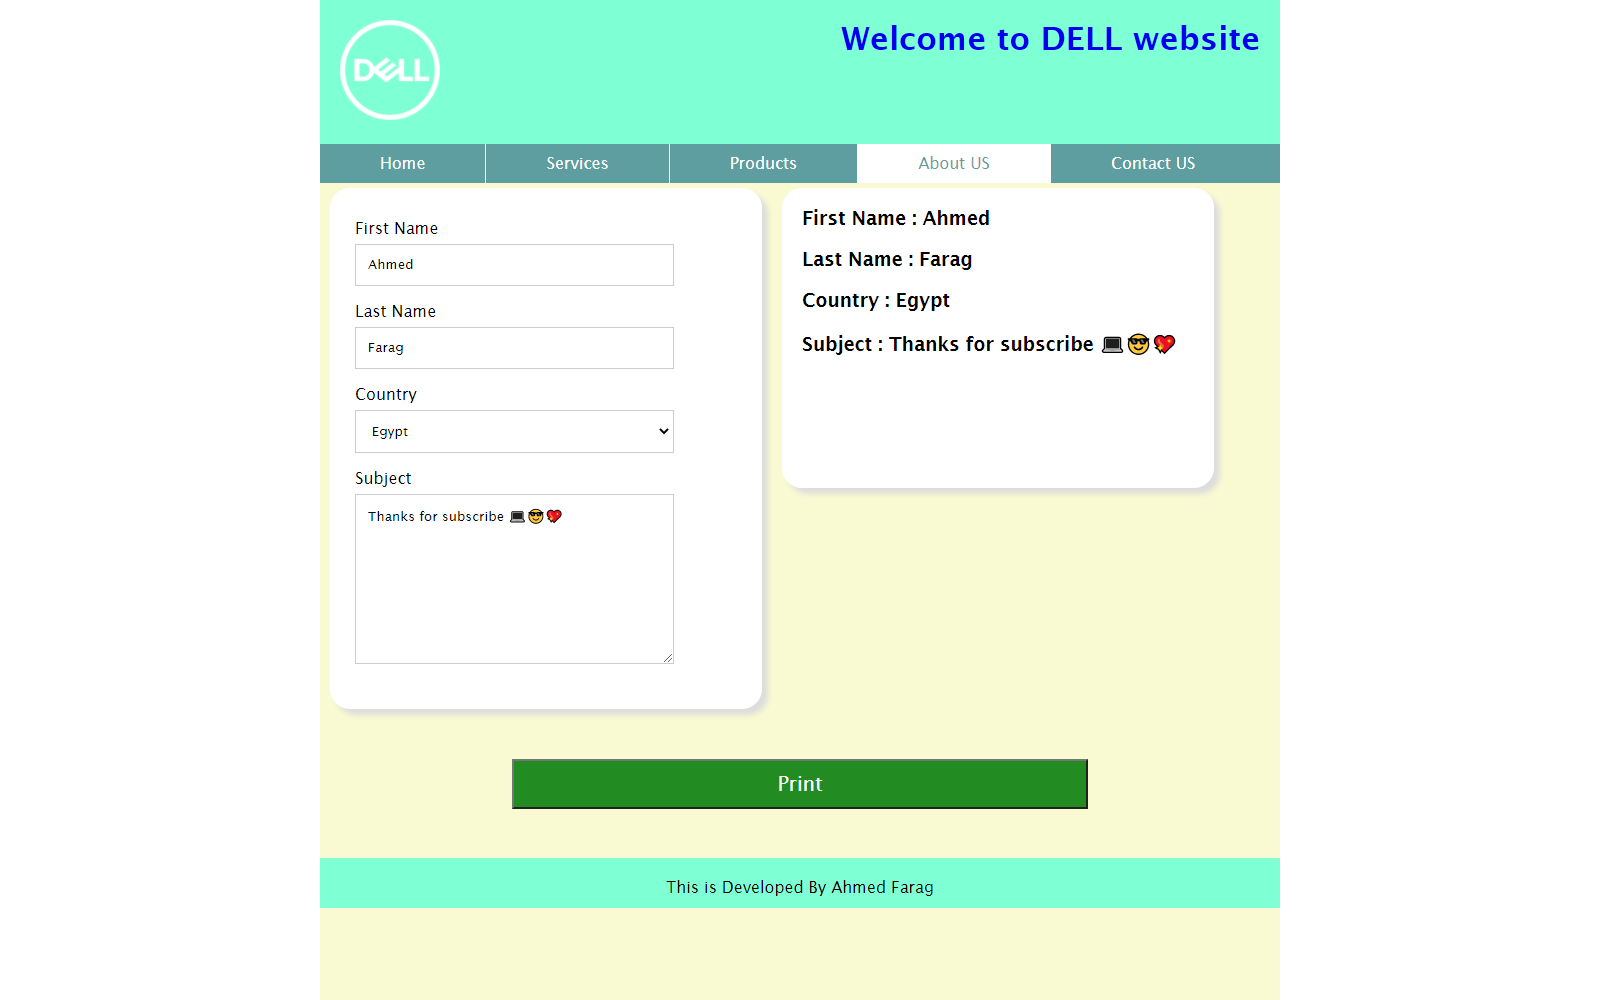 DELL
Welcome to DELL website
Home
Services
Products
About US
Contact US
First Name
Ahmed
Last Name
Farag
Country
Egypt
Subject
Thanks for subscribe 💻😎💖
First Name : Ahmed
Last Name : Farag
Country : Egypt
Subject : Thanks for subscribe 💻😎💖
Print
This is Developed By Ahmed Farag